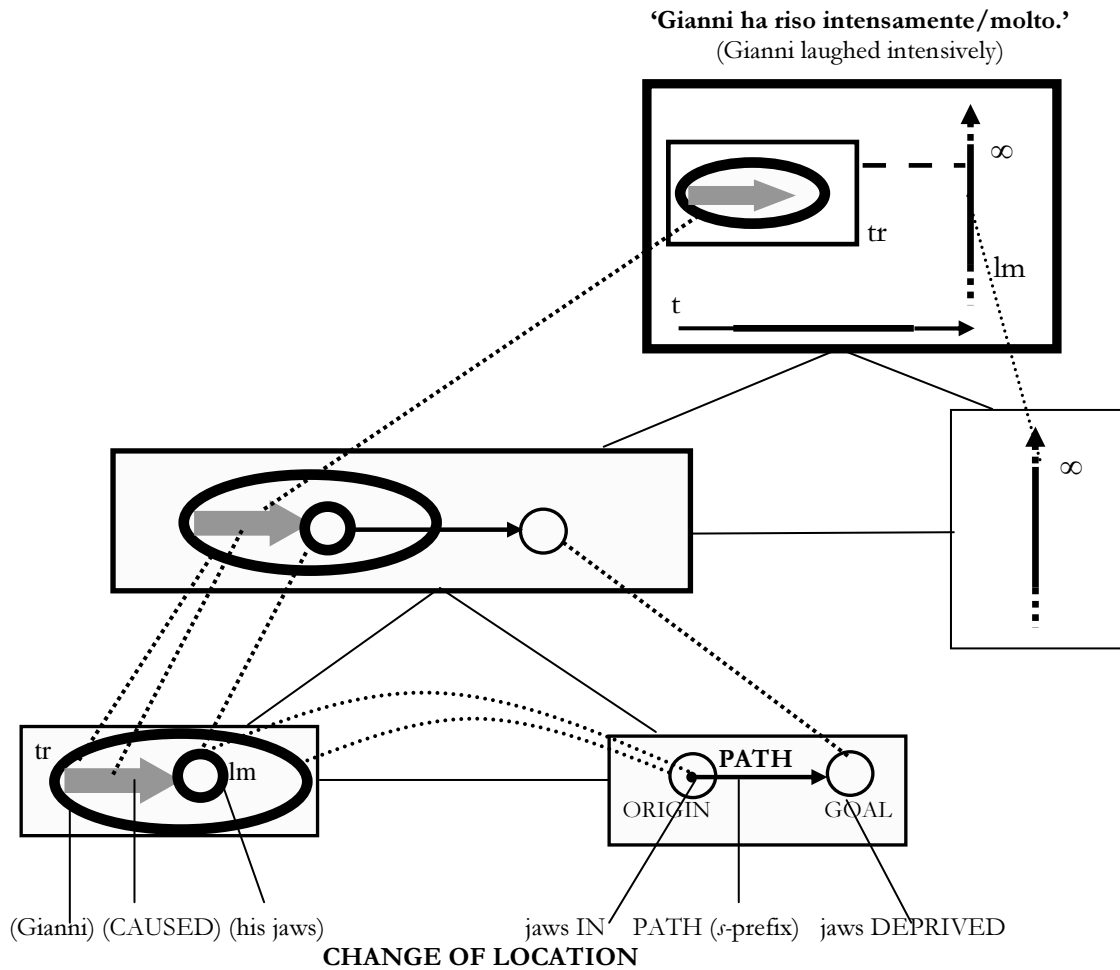 ‘Gianni ha riso intensamente/molto.’
(Gianni laughed intensively)
∞
tr
lm
t
∞
tr
lm
PATH
ORIGIN
GOAL
(Gianni) (CAUSED) (his jaws)
jaws IN
PATH (s-prefix)
jaws DEPRIVED
CHANGE OF LOCATION